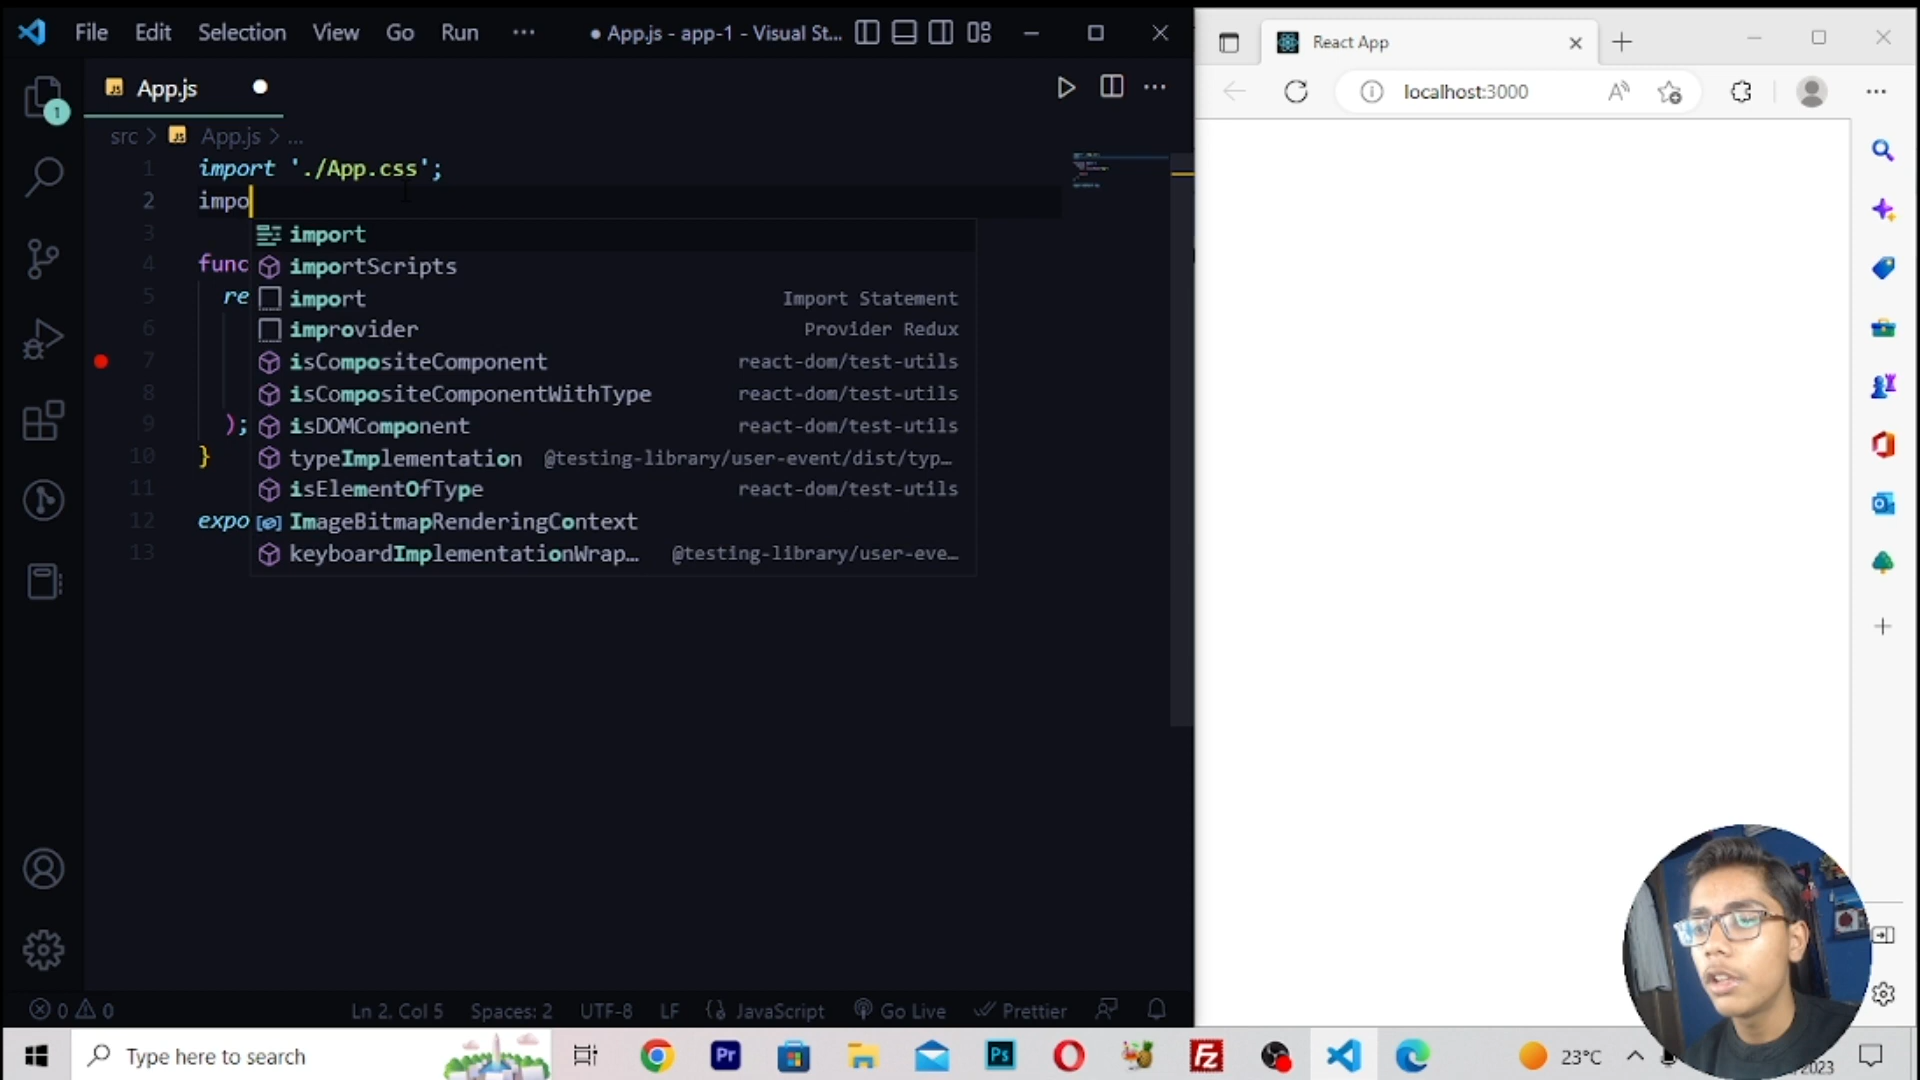 File Edit Selection View Go Run ··· ● App.js - app-1 - Visual St...
App.js
src > App.js > ...
1 import './App.css';
2 impo
3
4 func
5 re
6
7
8
9 );
10 }
11
12 expo
13
import
importScripts
import Import Statement
improvider Provider Redux
isCompositeComponent react-dom/test-utils
isCompositeComponentWithType react-dom/test-utils
isDOMComponent react-dom/test-utils
typeImplementation @testing-library/user-event/dist/typ…
isElementOfType react-dom/test-utils
ImageBitmapRenderingContext
keyboardImplementationWrap… @testing-library/user-eve…
1
0 0 Ln 2, Col 5 Spaces: 2 UTF-8 LF {} JavaScript Go Live Prettier
React App
localhost:3000
Type here to search
Pr
Ps
Fz
23°C
2023